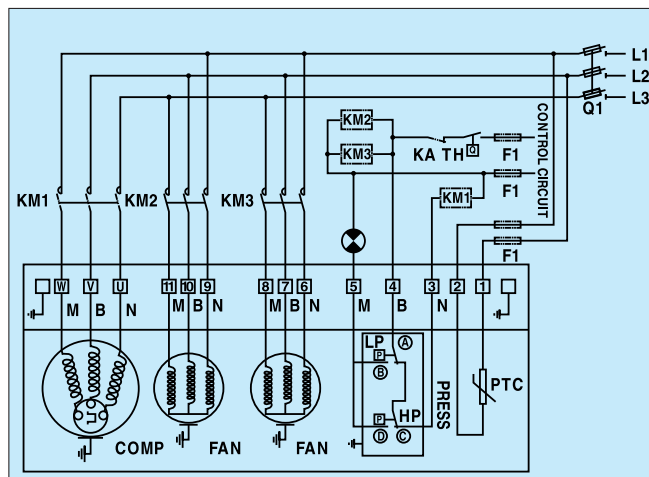 L1
L2
L3
Q1
KM2
KM3
KA TH
Q
F1
F1
F1
CONTROL CIRCUIT
KM1
KM1
KM2
KM3
W V U 11 10 9 8 7 6 5 4 3 2 1
M B N M B N M B N M B N
LP
A
P
B
HP
P
D C
PRESS
PTC
COMP
FAN
FAN